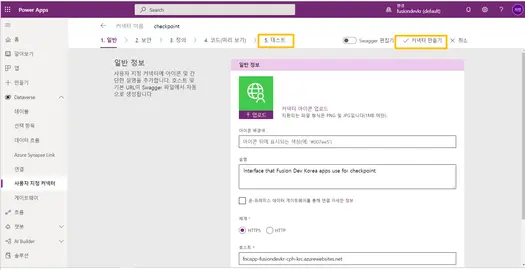 Power Apps
환경
fusiondevkr (default)
커넥터 이름 checkpoint
1. 일반 > 2. 보안 > 3. 정의 > 4. 코드(미리 보기) > 5. 테스트
Swagger 편집기
✓ 커넥터 만들기
✕ 취소
홈
알아보기
앱
만들기
Dataverse
테이블
선택 항목
데이터 흐름
Azure Synapse Link
연결
사용자 지정 커넥터
게이트웨이
흐름
챗봇
AI Builder
솔루션
일반 정보
사용자 지정 커넥터에 아이콘 및 간단한 설명을 추가합니다. 호스트 및
기본 URL이 Swagger 파일에서 자동
으로 생성됩니다.
일반 정보
업로드
커넥터 아이콘 업로드
지원되는 파일 형식은 PNG 및 JPG입니다(1MB 미만).
아이콘 배경색
아이콘 뒤에 표시되는 색상(예: #007ee5)
설명
Interface that Fusion Dev Korea apps use for checkpoint
온-프레미스 데이터 게이트웨이를 통해 연결 자세한 정보
체계 *
HTTPS
HTTP
호스트 *